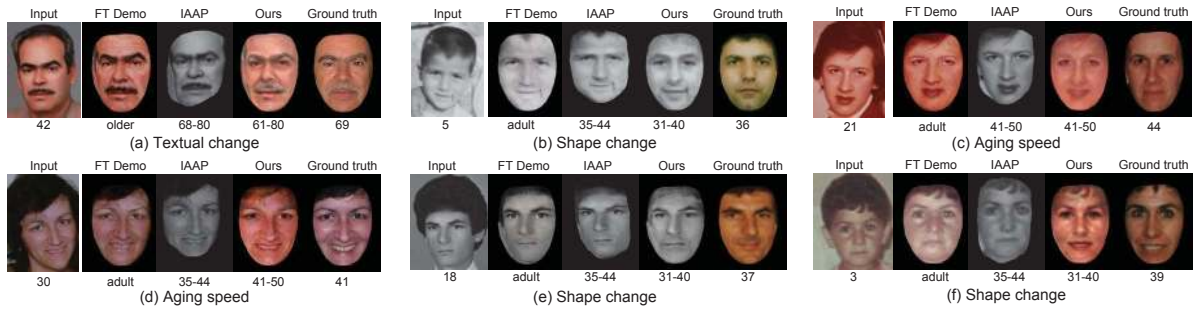 Input FT Demo IAAP Ours Ground truth
42 older 68-80 61-80 69
(a) Textual change
Input FT Demo IAAP Ours Ground truth
5 adult 35-44 31-40 36
(b) Shape change
Input FT Demo IAAP Ours Ground truth
21 adult 41-50 41-50 44
(c) Aging speed
Input FT Demo IAAP Ours Ground truth
30 adult 35-44 41-50 41
(d) Aging speed
Input FT Demo IAAP Ours Ground truth
18 adult 35-44 31-40 37
(e) Shape change
Input FT Demo IAAP Ours Ground truth
3 adult 35-44 31-40 39
(f) Shape change